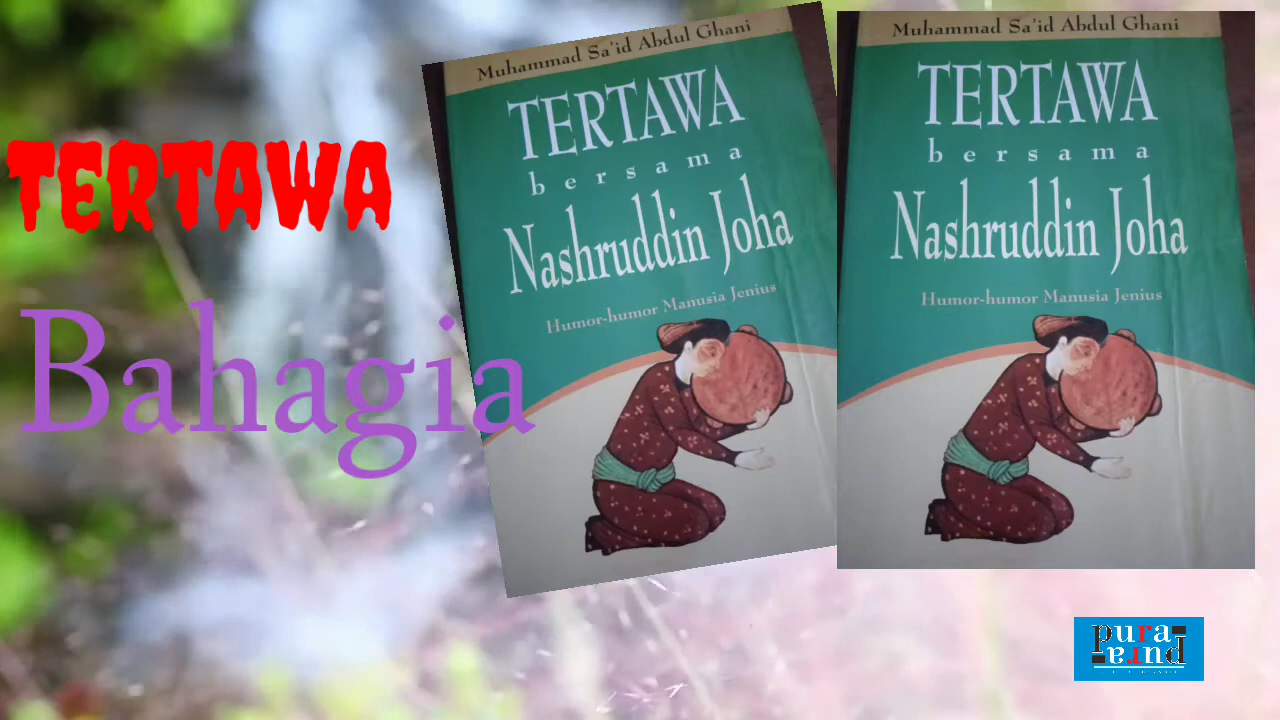 TERTAWA
Bahagia
Muhammad Sa'id Abdul Ghani
TERTAWA
bersama
Nashruddin Joha
Humor-humor Manusia Jenius
Muhammad Sa'id Abdul Ghani
TERTAWA
bersama
Nashruddin Joha
Humor-humor Manusia Jenius
pura
pura